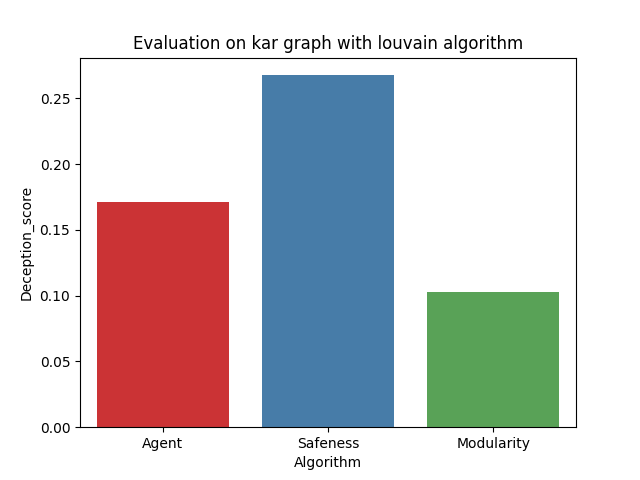 Evaluation on kar graph with louvain algorithm
Deception_score
0.25
0.20
0.15
0.10
0.05
0.00
Agent
Safeness
Modularity
Algorithm